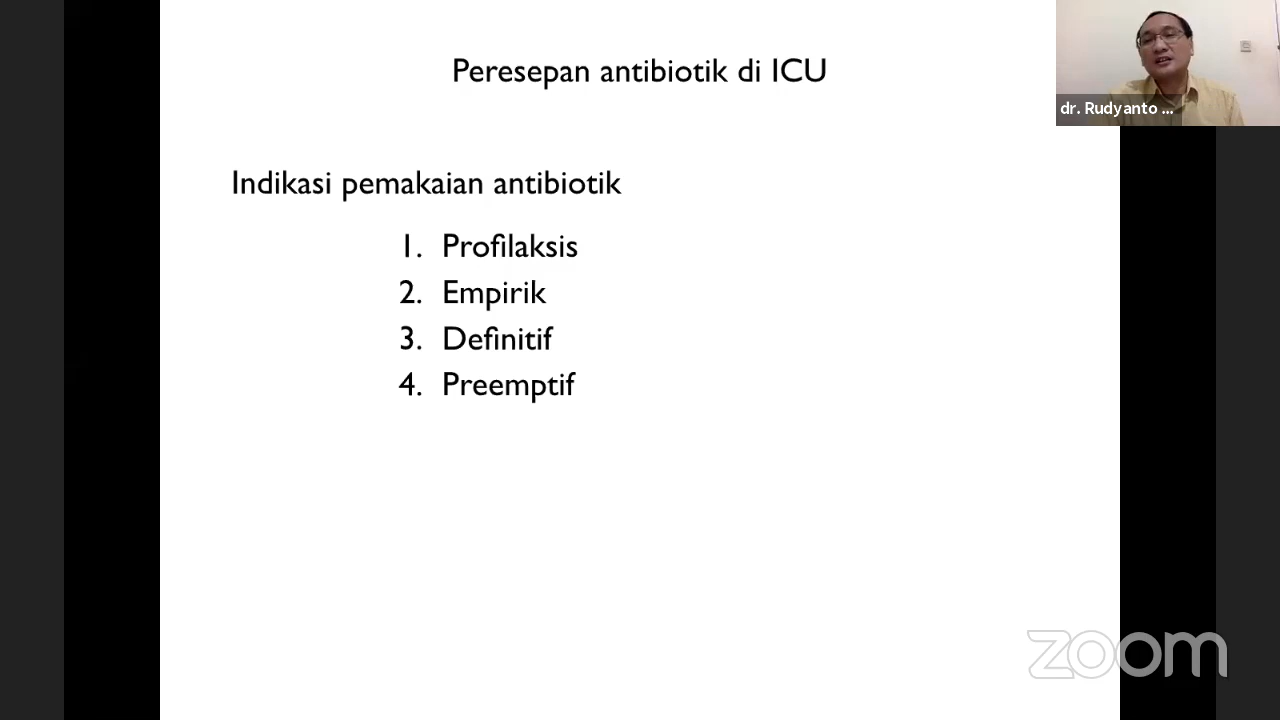 Peresepan antibiotik di ICU
dr. Rudyanto ...
Indikasi pemakaian antibiotik
1. Profilaksis
2. Empirik
3. Definitif
4. Preemptif
zoom